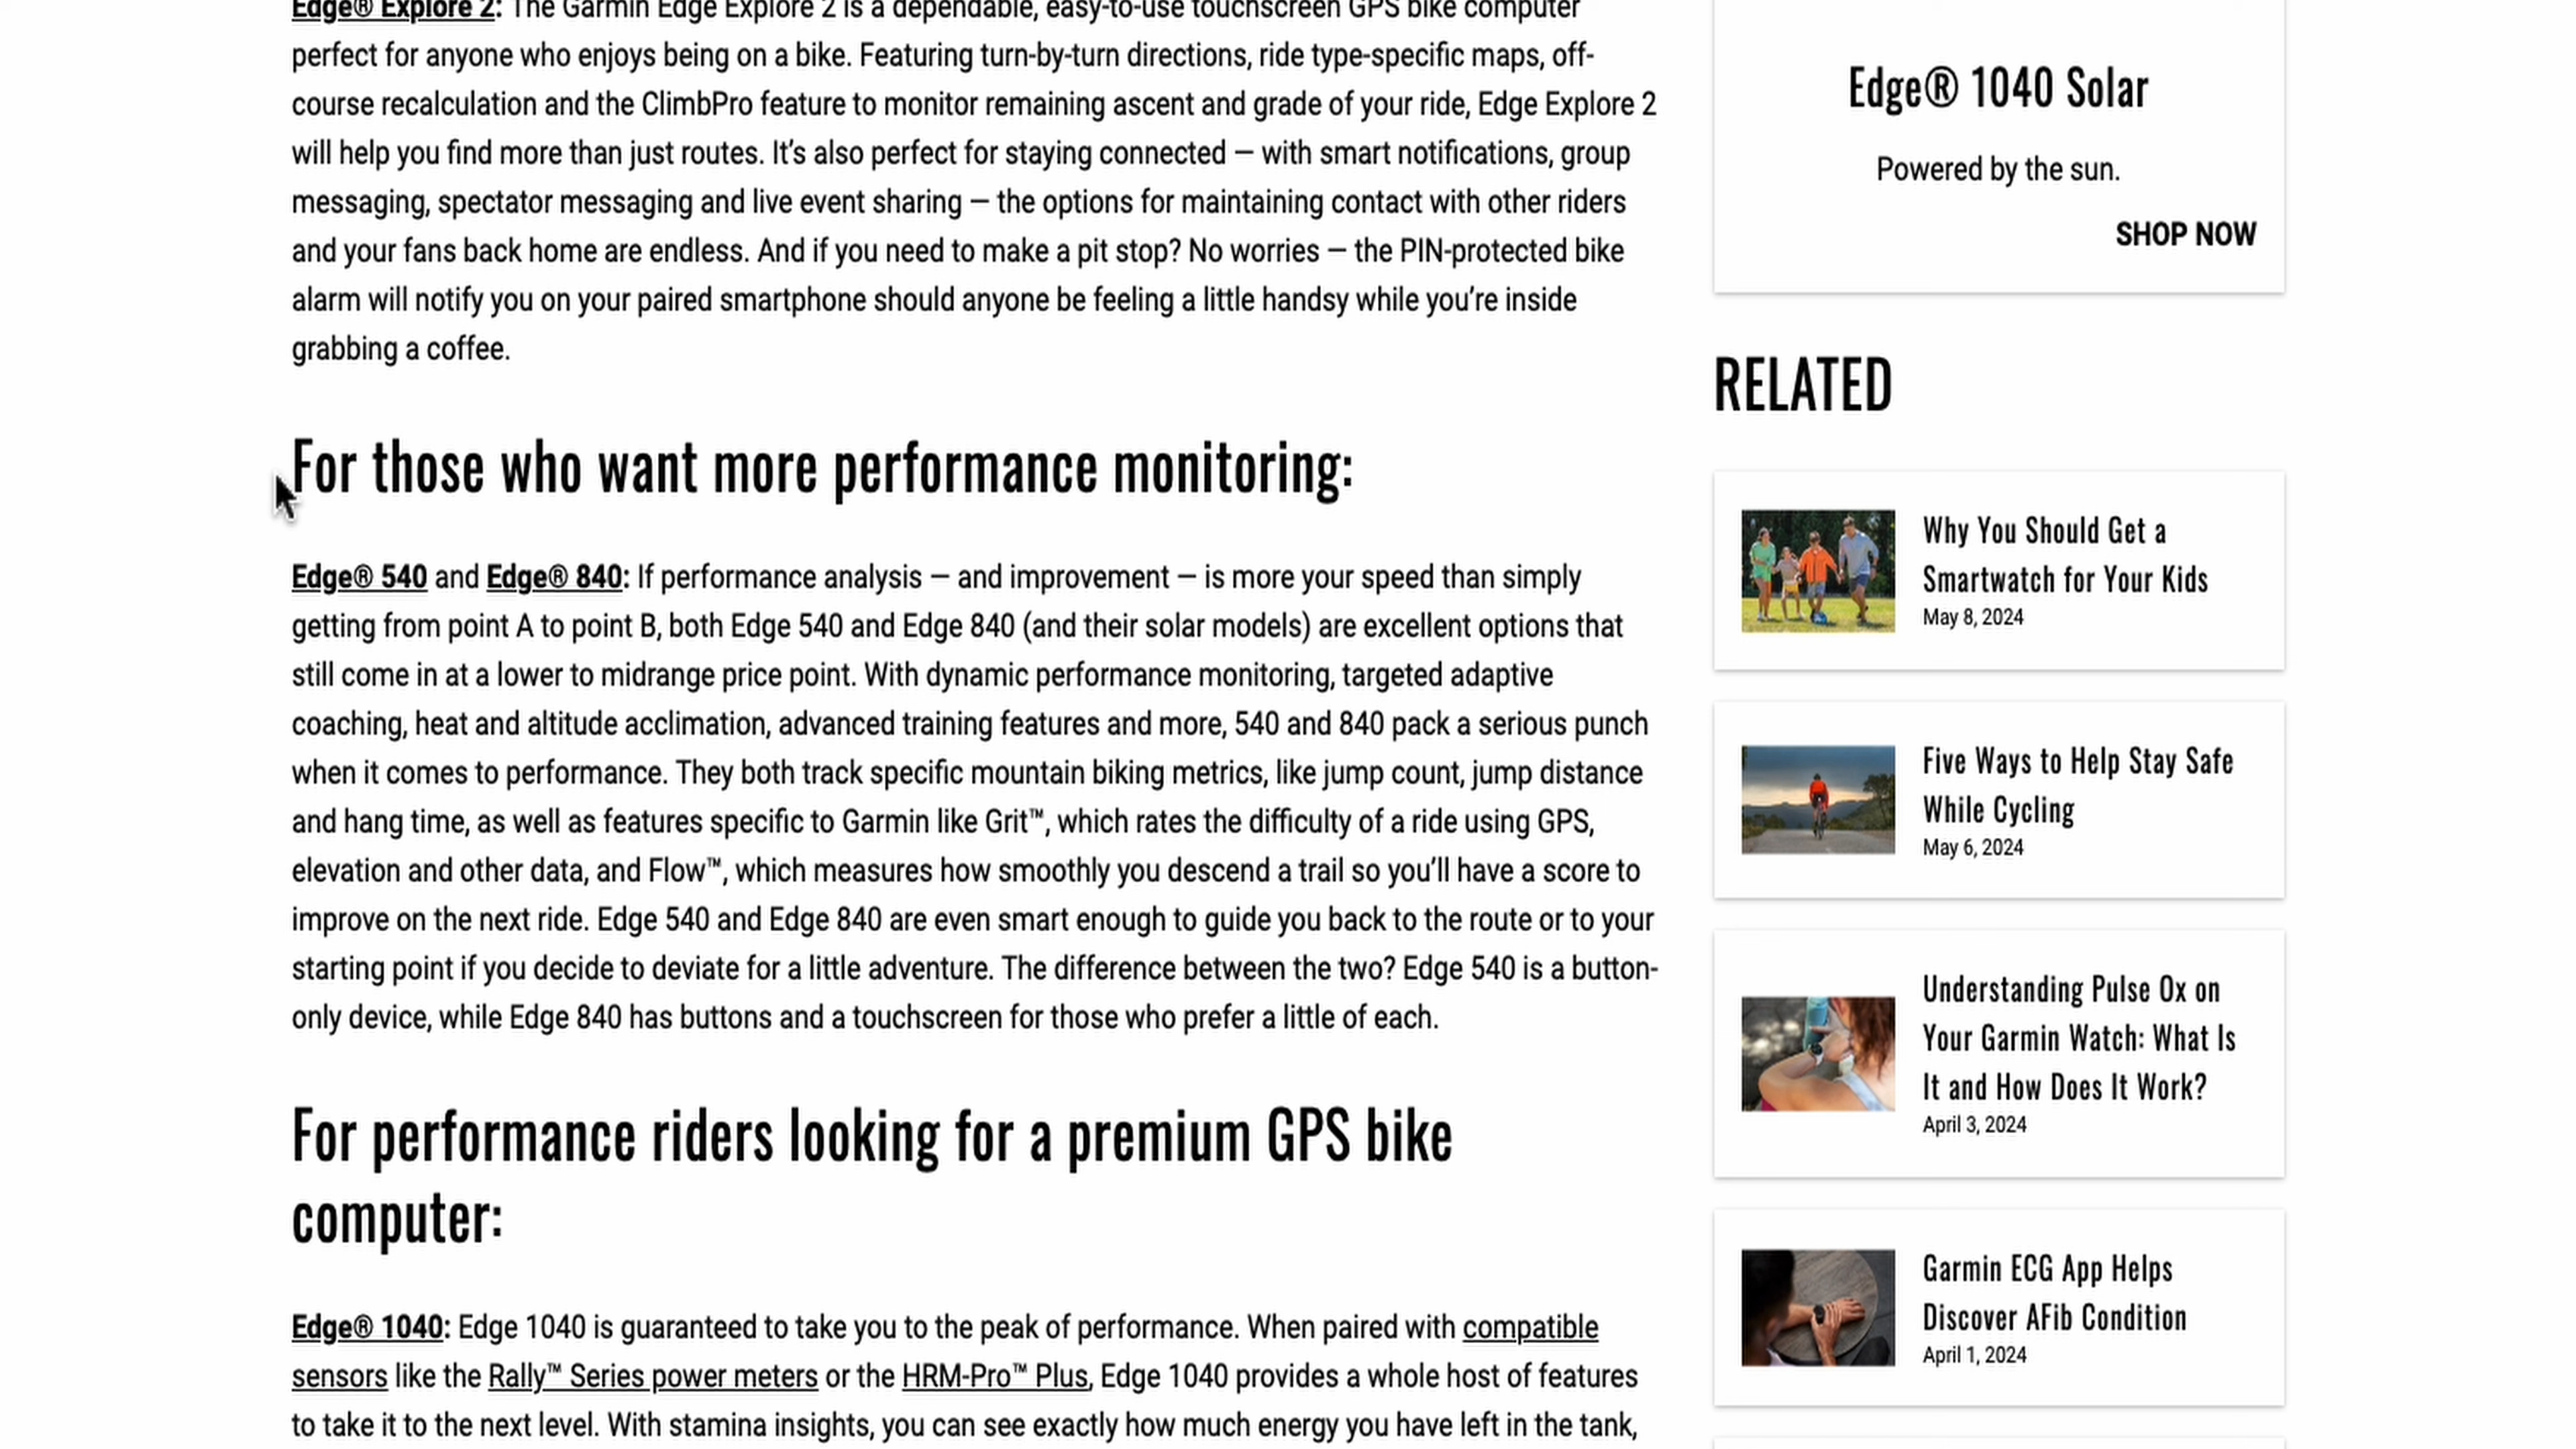 Edge® Explore 2: The Garmin Edge Explore 2 is a dependable, easy-to-use touchscreen GPS bike computer
perfect for anyone who enjoys being on a bike. Featuring turn-by-turn directions, ride type-specific maps, off-
course recalculation and the ClimbPro feature to monitor remaining ascent and grade of your ride, Edge Explore 2
will help you find more than just routes. It’s also perfect for staying connected — with smart notifications, group
messaging, spectator messaging and live event sharing — the options for maintaining contact with other riders
and your fans back home are endless. And if you need to make a pit stop? No worries — the PIN-protected bike
alarm will notify you on your paired smartphone should anyone be feeling a little handsy while you’re inside
grabbing a coffee.
For those who want more performance monitoring:
Edge® 540 and Edge® 840: If performance analysis — and improvement — is more your speed than simply
getting from point A to point B, both Edge 540 and Edge 840 (and their solar models) are excellent options that
still come in at a lower to midrange price point. With dynamic performance monitoring, targeted adaptive
coaching, heat and altitude acclimation, advanced training features and more, 540 and 840 pack a serious punch
when it comes to performance. They both track specific mountain biking metrics, like jump count, jump distance
and hang time, as well as features specific to Garmin like Grit™, which rates the difficulty of a ride using GPS,
elevation and other data, and Flow™, which measures how smoothly you descend a trail so you’ll have a score to
improve on the next ride. Edge 540 and Edge 840 are even smart enough to guide you back to the route or to your
starting point if you decide to deviate for a little adventure. The difference between the two? Edge 540 is a button-
only device, while Edge 840 has buttons and a touchscreen for those who prefer a little of each.
For performance riders looking for a premium GPS bike
computer:
Edge® 1040: Edge 1040 is guaranteed to take you to the peak of performance. When paired with compatible
sensors like the Rally™ Series power meters or the HRM-Pro™ Plus, Edge 1040 provides a whole host of features
to take it to the next level. With stamina insights, you can see exactly how much energy you have left in the tank,
Edge® 1040 Solar
Powered by the sun.
SHOP NOW
RELATED
Why You Should Get a
Smartwatch for Your Kids
May 8, 2024
Five Ways to Help Stay Safe
While Cycling
May 6, 2024
Understanding Pulse Ox on
Your Garmin Watch: What Is
It and How Does It Work?
April 3, 2024
Garmin ECG App Helps
Discover AFib Condition
April 1, 2024